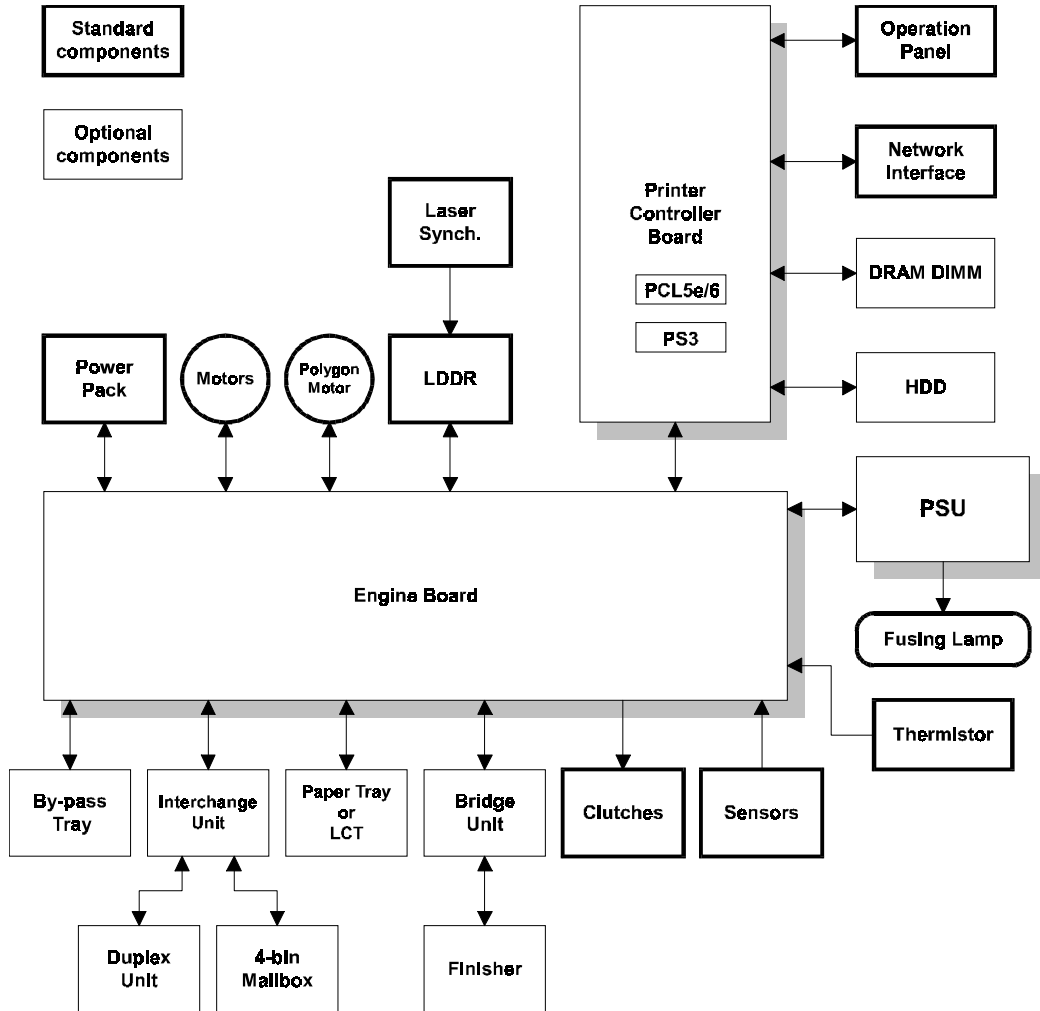 Standard
components
Optional
components
Laser
Synch.
Printer
Controller
Board
PCL5e/6
PS3
Operation
Panel
Network
Interface
DRAM DIMM
HDD
Power
Pack
Motors
Polygon
Motor
LDDR
PSU
Engine Board
Fusing Lamp
Thermistor
By-pass
Tray
Interchange
Unit
Paper Tray
or
LCT
Bridge
Unit
Clutches
Sensors
Duplex
Unit
4-bin
Mailbox
Finisher